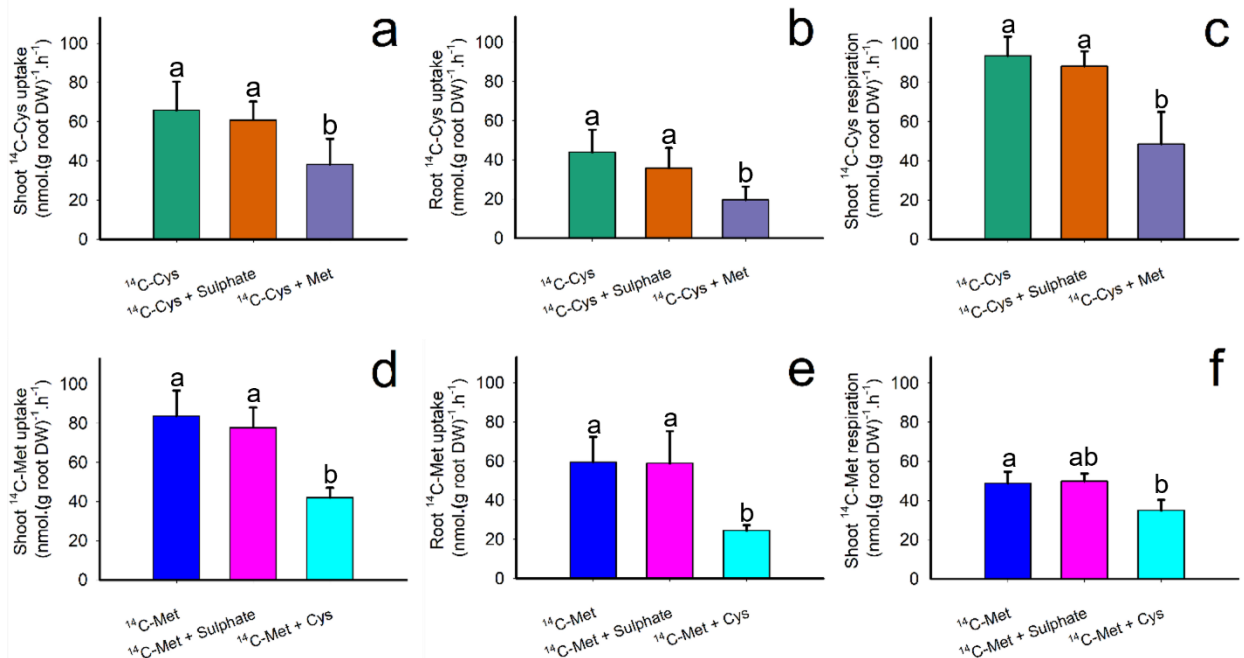 a
Shoot ¹⁴C-Cys uptake
(nmol.(g root DW)⁻¹.h⁻¹)
100
80
60
40
20
0
a
a
b
¹⁴C-Cys
¹⁴C-Cys + Sulphate
¹⁴C-Cys + Met
b
Root ¹⁴C-Cys uptake
(nmol.(g root DW)⁻¹.h⁻¹)
100
80
60
40
20
0
a
a
b
¹⁴C-Cys
¹⁴C-Cys + Sulphate
¹⁴C-Cys + Met
c
Shoot ¹⁴C-Cys respiration
(nmol.(g root DW)⁻¹.h⁻¹)
100
80
60
40
20
0
a
a
b
¹⁴C-Cys
¹⁴C-Cys + Sulphate
¹⁴C-Cys + Met
d
Shoot ¹⁴C-Met uptake
(nmol.(g root DW)⁻¹.h⁻¹)
100
80
60
40
20
0
a
a
b
¹⁴C-Met
¹⁴C-Met + Sulphate
¹⁴C-Met + Cys
e
Root ¹⁴C-Met uptake
(nmol.(g root DW)⁻¹.h⁻¹)
100
80
60
40
20
0
a
a
b
¹⁴C-Met
¹⁴C-Met + Sulphate
¹⁴C-Met + Cys
f
Shoot ¹⁴C-Met respiration
(nmol.(g root DW)⁻¹.h⁻¹)
100
80
60
40
20
0
a
ab
b
¹⁴C-Met
¹⁴C-Met + Sulphate
¹⁴C-Met + Cys